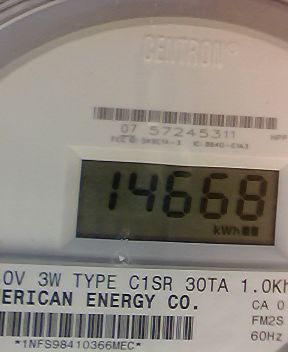 CENTRON®
07 57245311
14668
kWh
0V 3W TYPE C1SR 30TA 1.0Kh
ERICAN ENERGY CO.
CA 0
FM2S
60Hz
*1NFS98410366MEC*